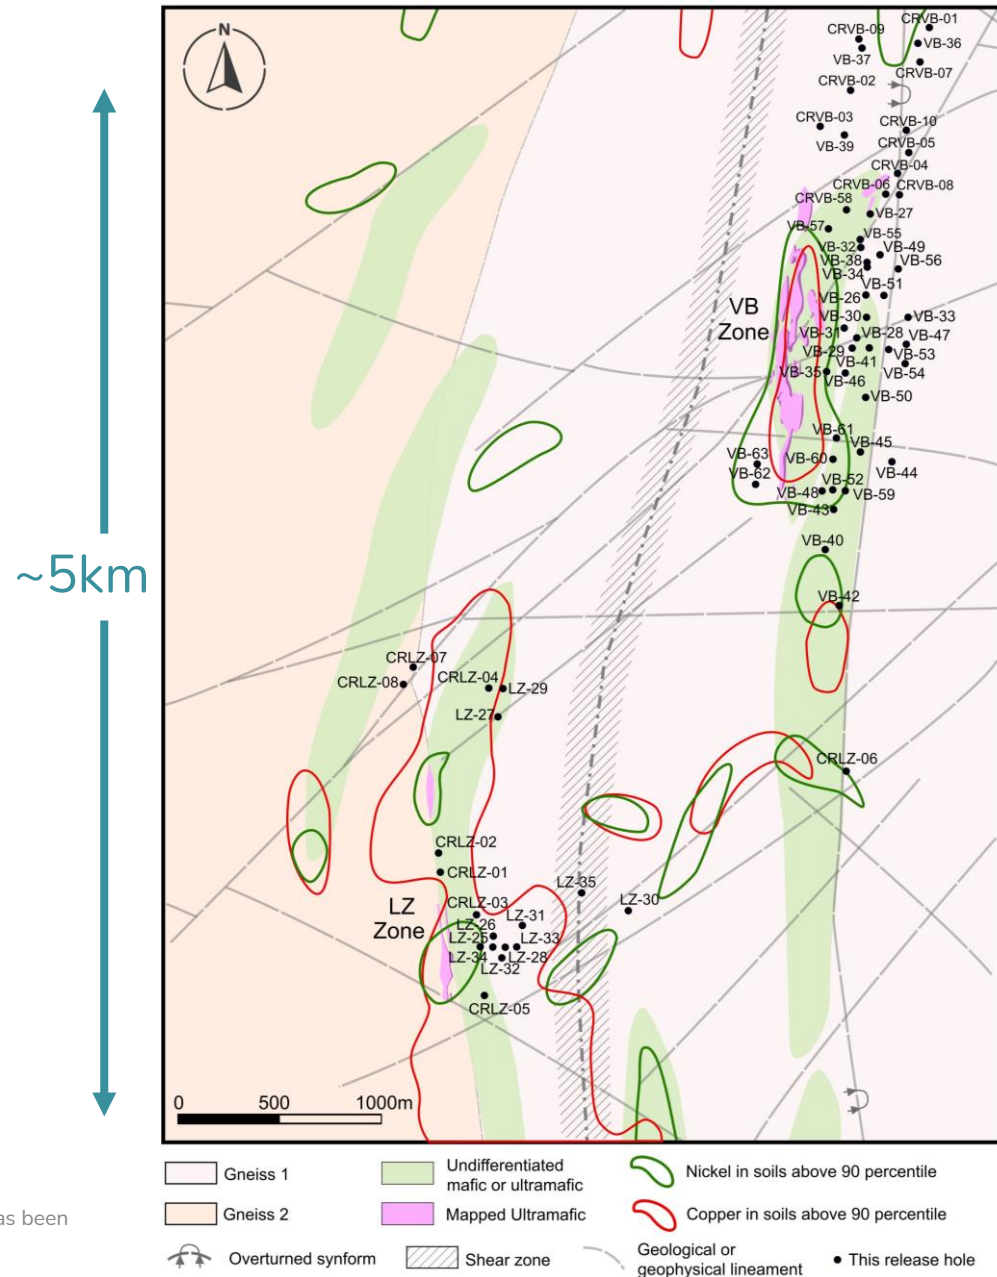 N
CRVB-01
CRVB-09
VB-36
VB-37
CRVB-07
CRVB-02
CRVB-03
CRVB-10
VB-39
CRVB-05
CRVB-04
CRVB-06
CRVB-08
CRVB-58
VB-27
VB-57
VB-55
VB-32
VB-49
VB-38
VB-56
VB-34
VB-51
VB-26
VB
Zone
VB-30
VB-33
VB-31
VB-28
VB-47
VB-29
VB-53
VB-41
VB-35
VB-54
VB-46
VB-50
VB-61
VB-45
VB-63
VB-60
VB-44
VB-62
VB-52
VB-48
VB-59
VB-43
VB-40
~5km
VB-42
CRLZ-07
CRLZ-08
CRLZ-04
LZ-29
LZ-27
CRLZ-06
CRLZ-02
CRLZ-01
LZ-35
LZ-30
LZ
Zone
CRLZ-03
LZ-31
LZ-26
LZ-25
LZ-33
LZ-34
LZ-28
LZ-32
CRLZ-05
0 500 1000m
Gneiss 1
Undifferentiated
mafic or ultramafic
Nickel in soils above 90 percentile
Gneiss 2
Mapped Ultramafic
Copper in soils above 90 percentile
as been
Overturned synform
Shear zone
Geological or
geophysical lineament
This release hole